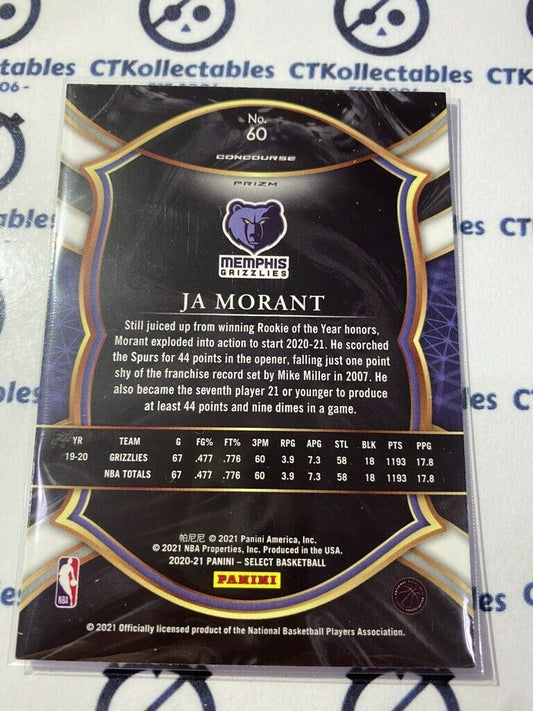 CTKollectables CTKollectables
No.
60
CONCOURSE
PRIZM
MEMPHIS
GRIZZLIES
JA MORANT
Still juiced up from winning Rookie of the Year honors,
Morant exploded into action to start 2020-21. He scorched
the Spurs for 44 points in the opener, falling just one point
shy of the franchise record set by Mike Miller in 2007. He
also became the seventh player 21 or younger to produce
at least 44 points and nine dimes in a game.
YR TEAM G FG% FT% 3PM RPG APG STL BLK PTS PPG
19-20 GRIZZLIES 67 .477 .776 60 3.9 7.3 58 18 1193 17.8
NBA TOTALS 67 .477 .776 60 3.9 7.3 58 18 1193 17.8
帕尼尼 © 2021 Panini America, Inc.
© 2021 NBA Properties, Inc. Produced in the USA.
2020-21 PANINI – SELECT BASKETBALL
PANINI
NBA
© 2021 Officially licensed product of the National Basketball Players Association.